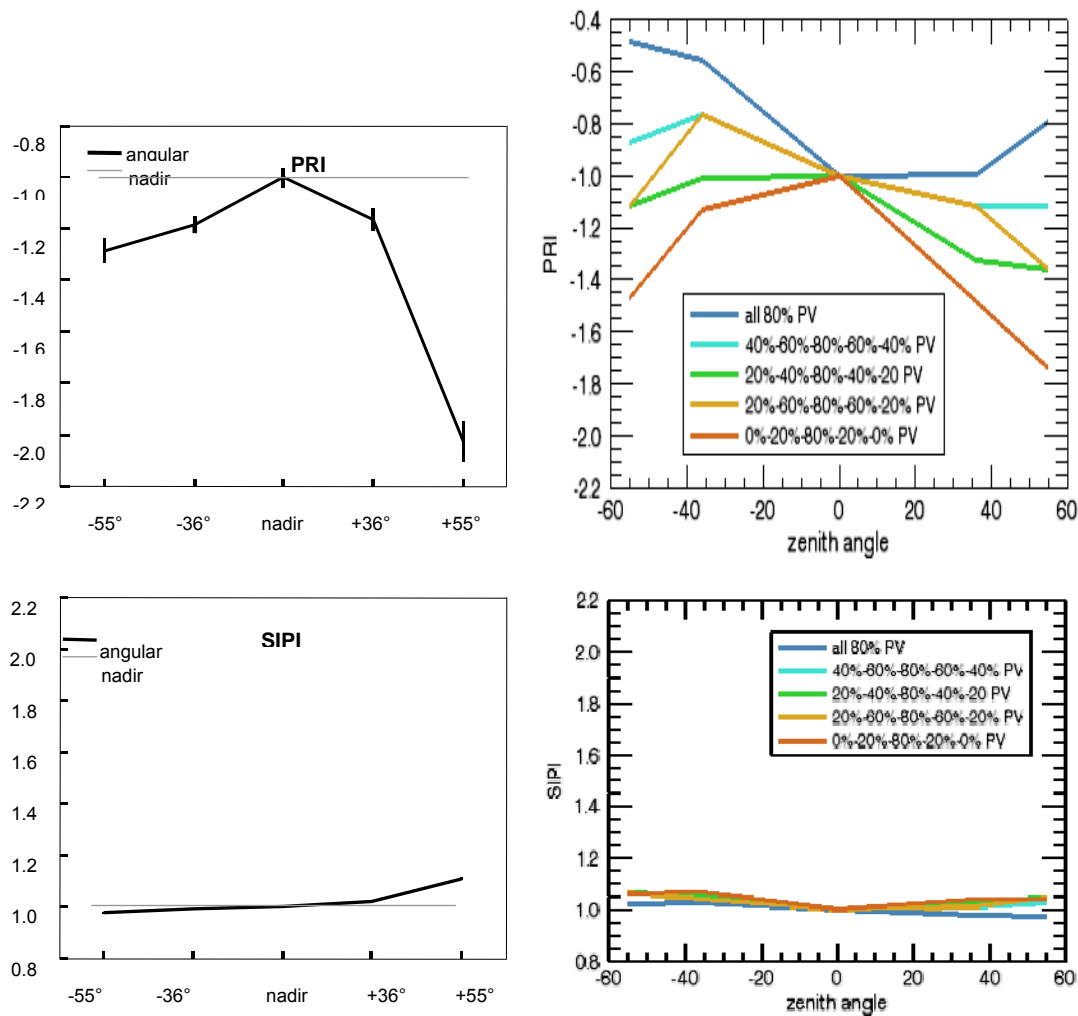 -0.8
-1.0
-1.2
-1.4
-1.6
-1.8
-2.0
-2.2
angular
nadir
PRI
-55°
-36°
nadir
+36°
+55°
-0.4
-0.6
-0.8
-1.0
-1.2
-1.4
-1.6
-1.8
-2.0
-2.2
PRI
all 80% PV
40%-60%-80%-60%-40% PV
20%-40%-80%-40%-20 PV
20%-60%-80%-60%-20% PV
0%-20%-80%-20%-0% PV
-60 -40 -20 0 20 40 60
zenith angle
2.2
2.0
1.8
1.6
1.4
1.2
1.0
0.8
angular
nadir
SIPI
-55°
-36°
nadir
+36°
+55°
2.2
2.0
1.8
1.6
1.4
1.2
1.0
0.8
SIPI
all 80% PV
40%-60%-80%-60%-40% PV
20%-40%-80%-40%-20 PV
20%-60%-80%-60%-20% PV
0%-20%-80%-20%-0% PV
-60 -40 -20 0 20 40 60
zenith angle